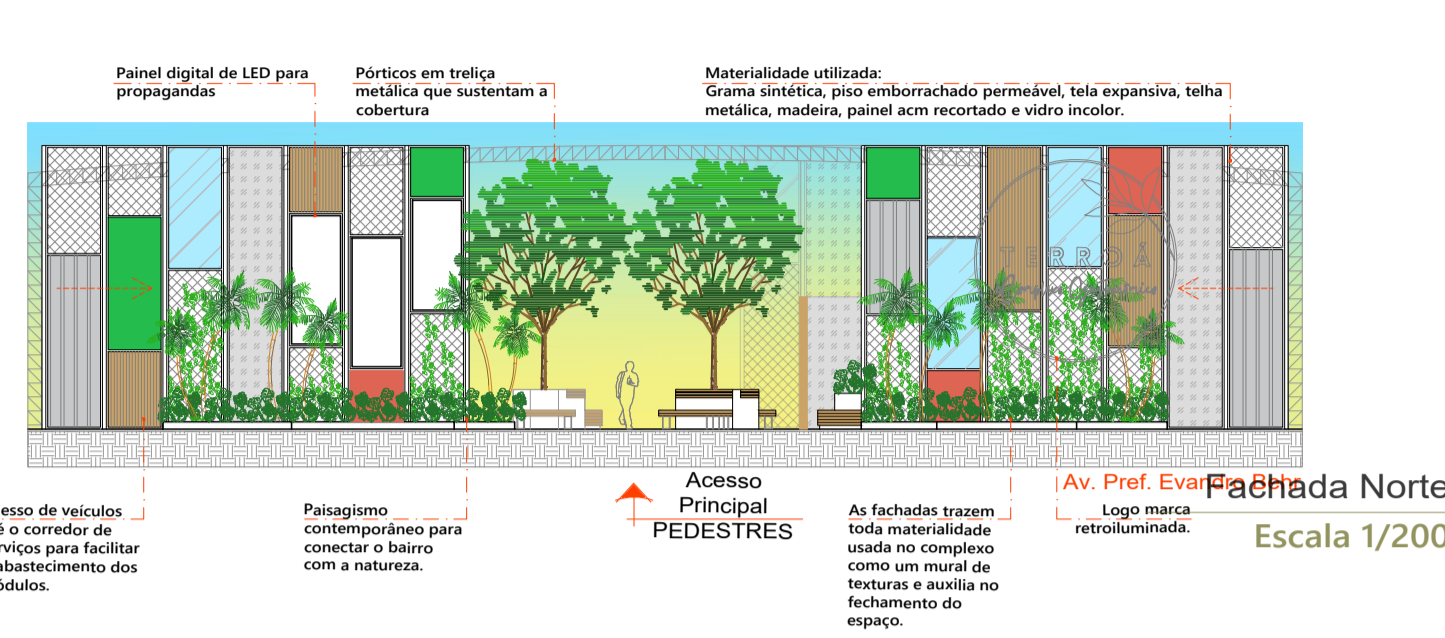 Painel digital de LED para
propagandas
Pórticos em treliça
metálica que sustentam a
cobertura
Materialidade utilizada:
Grama sintética, piso emborrachado permeável, tela expansiva, telha
metálica, madeira, painel acm recortado e vidro incolor.
TERROÁ
esso de veículos
é o corredor de
rviços para facilitar
abastecimento dos
ódulos.
Paisagismo
contemporâneo para
conectar o bairro
com a natureza.
Acesso
Principal
PEDESTRES
As fachadas trazem
toda materialidade
usada no complexo
como um mural de
texturas e auxilia no
fechamento do
espaço.
Av. Pref. Evandro Behr
Logo marca
retroiluminada.
Fachada Norte
Escala 1/200